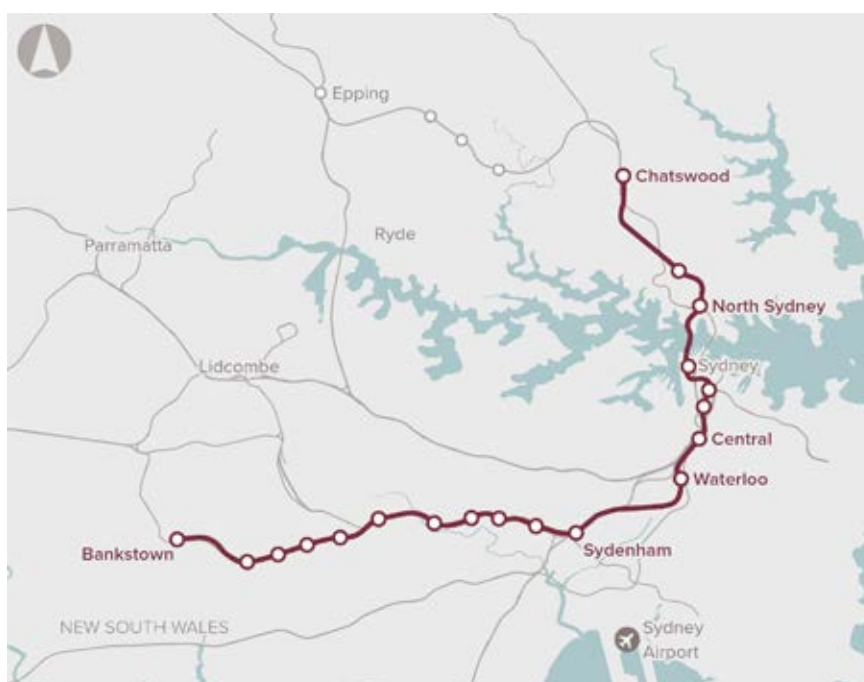 Epping
Chatswood
Ryde
Parramatta
North Sydney
Lidcombe
Sydney
Central
Waterloo
Bankstown
Sydenham
NEW SOUTH WALES
Sydney
Airport